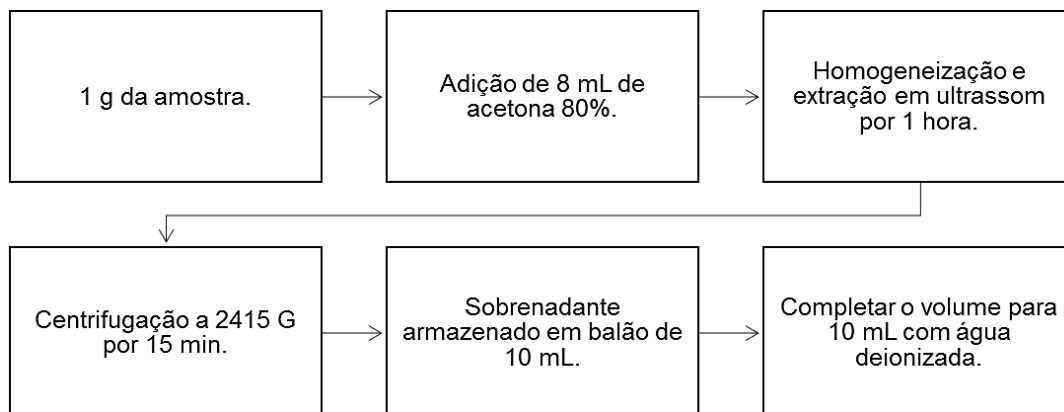 1 g da amostra.
Adição de 8 mL de
acetona 80%.
Homogeneização e
extração em ultrassom
por 1 hora.
Centrifugação a 2415 G
por 15 min.
Sobrenadante
armazenado em balão de
10 mL.
Completar o volume para
10 mL com água
deionizada.